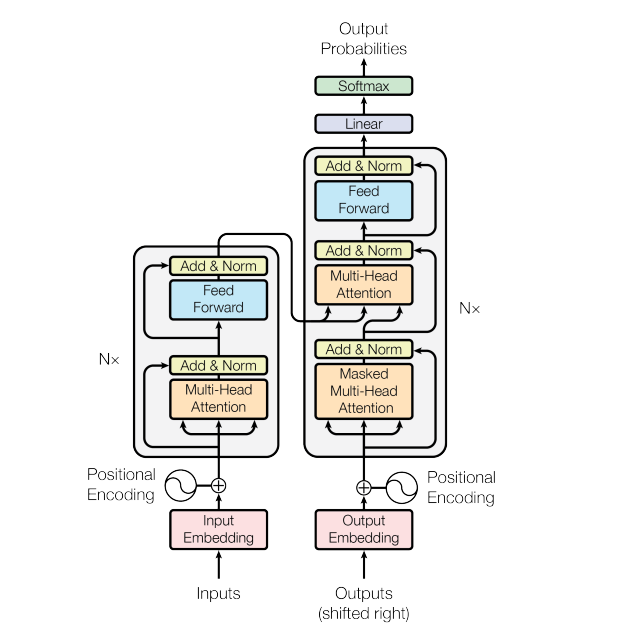 Output
Probabilities
Softmax
Linear
Add & Norm
Feed
Forward
Add & Norm
Multi-Head
Attention
Add & Norm
Masked
Multi-Head
Attention
N×
Add & Norm
Feed
Forward
Add & Norm
Multi-Head
Attention
N×
Positional
Encoding
Positional
Encoding
Input
Embedding
Output
Embedding
Inputs
Outputs
(shifted right)